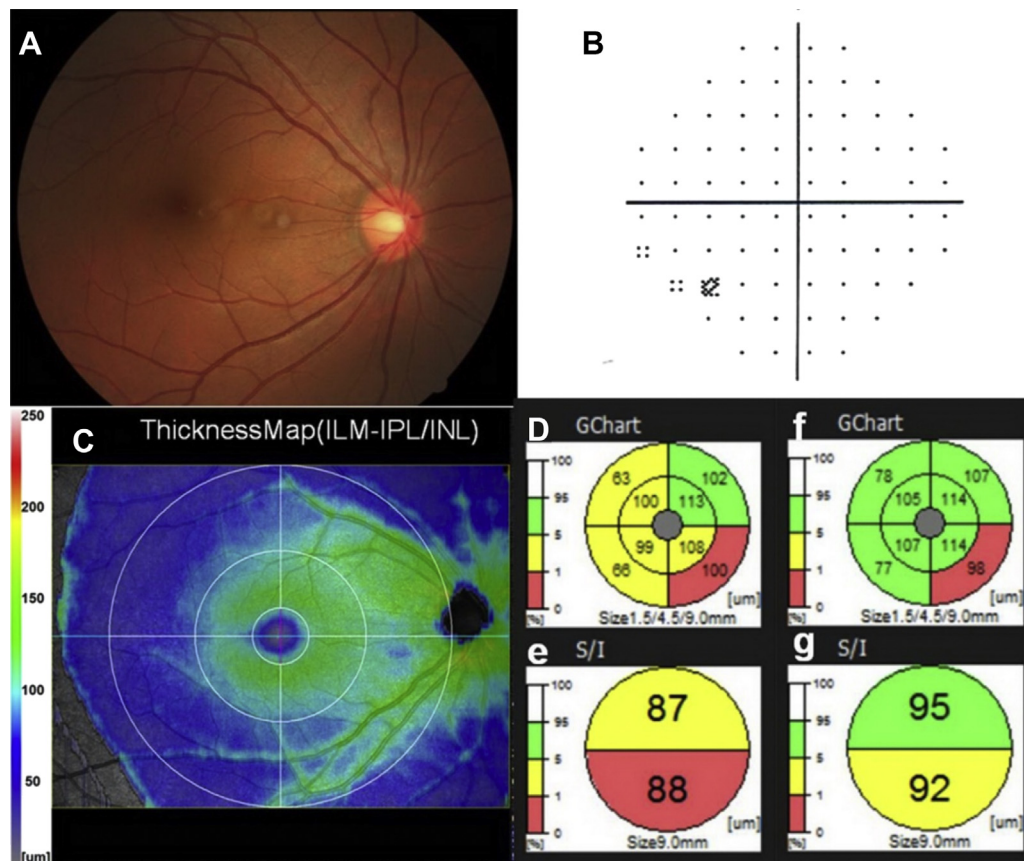 A
B
250
200
150
100
50
[um]
C
ThicknessMap(ILM-IPL/INL)
D
GChart
100
95
5
1
0
[%]
63
102
100
113
99
108
66
100
[um]
Size1.5/4.5/9.0mm
f
GChart
100
95
5
1
0
[%]
78
107
105
114
107
114
77
98
[um]
Size1.5/4.5/9.0mm
e
S/I
100
95
5
1
0
[%]
87
88
[um]
Size9.0mm
g
S/I
100
95
5
1
0
[%]
95
92
[um]
Size9.0mm